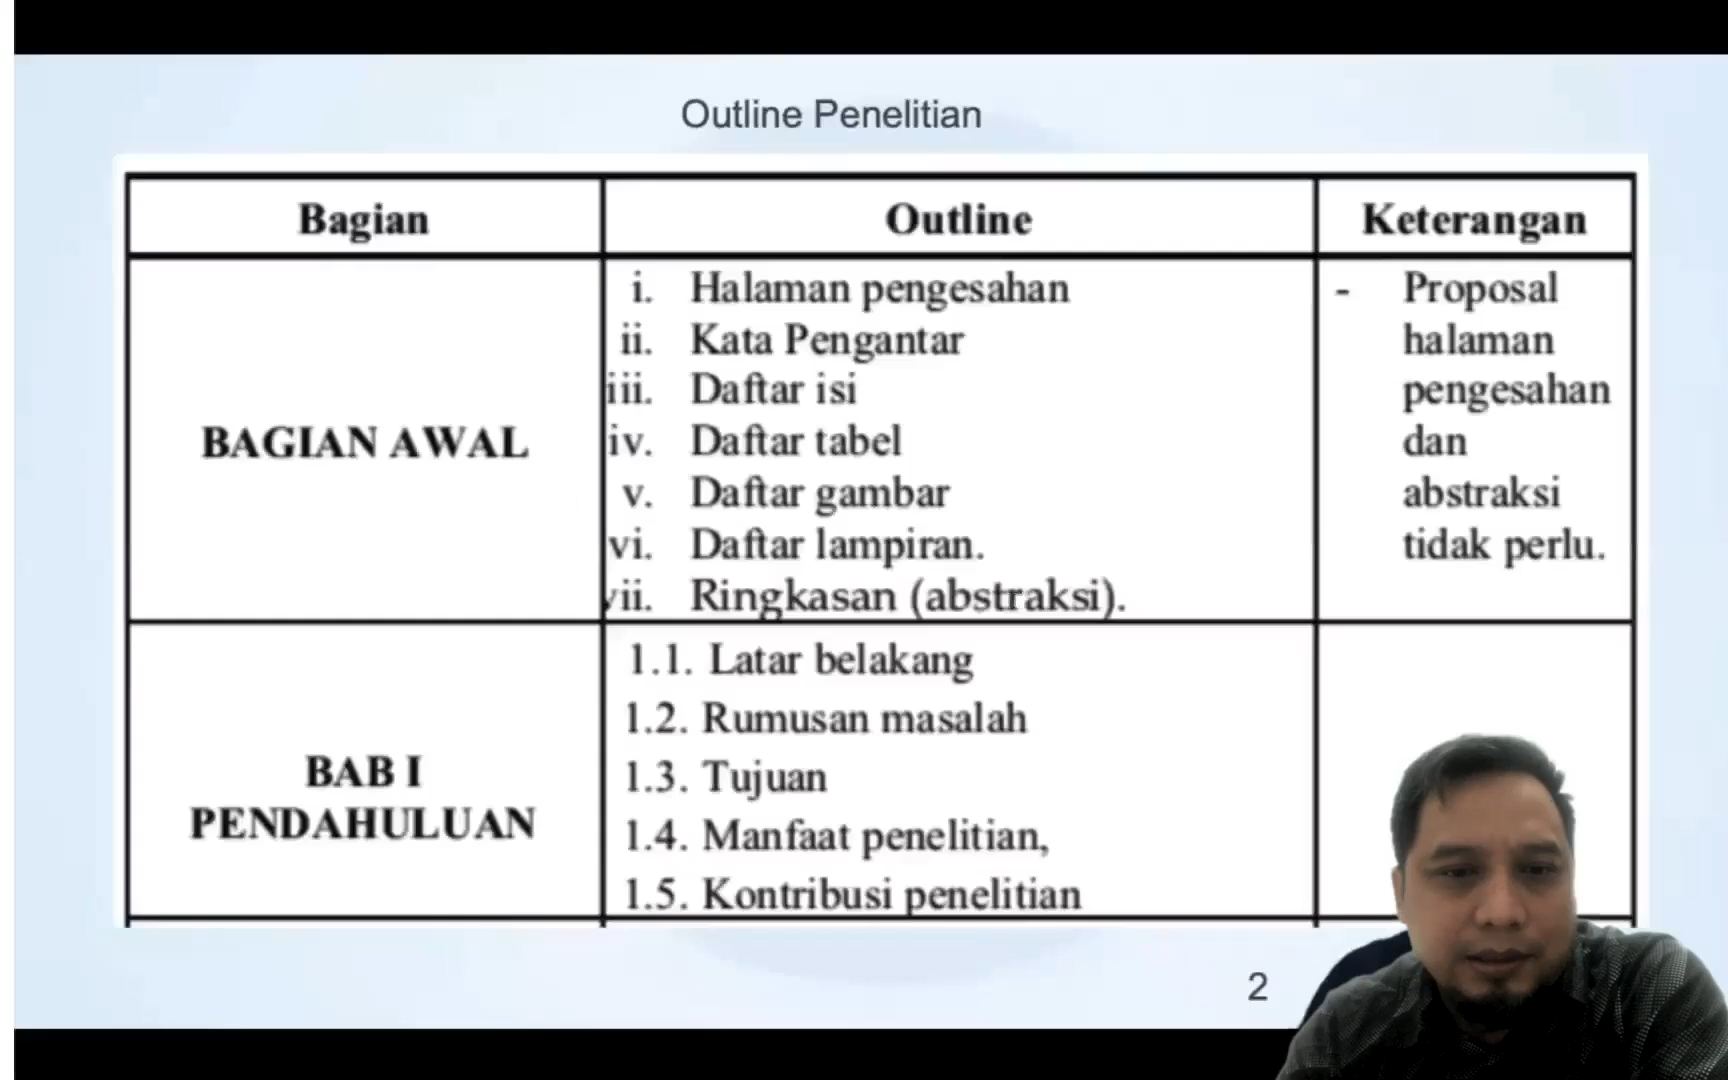 Outline Penelitian
Bagian
Outline
Keterangan
BAGIAN AWAL
i. Halaman pengesahan
ii. Kata Pengantar
iii. Daftar isi
iv. Daftar tabel
v. Daftar gambar
vi. Daftar lampiran.
vii. Ringkasan (abstraksi).
- Proposal
halaman
pengesahan
dan
abstraksi
tidak perlu.
BAB I
PENDAHULUAN
1.1. Latar belakang
1.2. Rumusan masalah
1.3. Tujuan
1.4. Manfaat penelitian,
1.5. Kontribusi penelitian
2